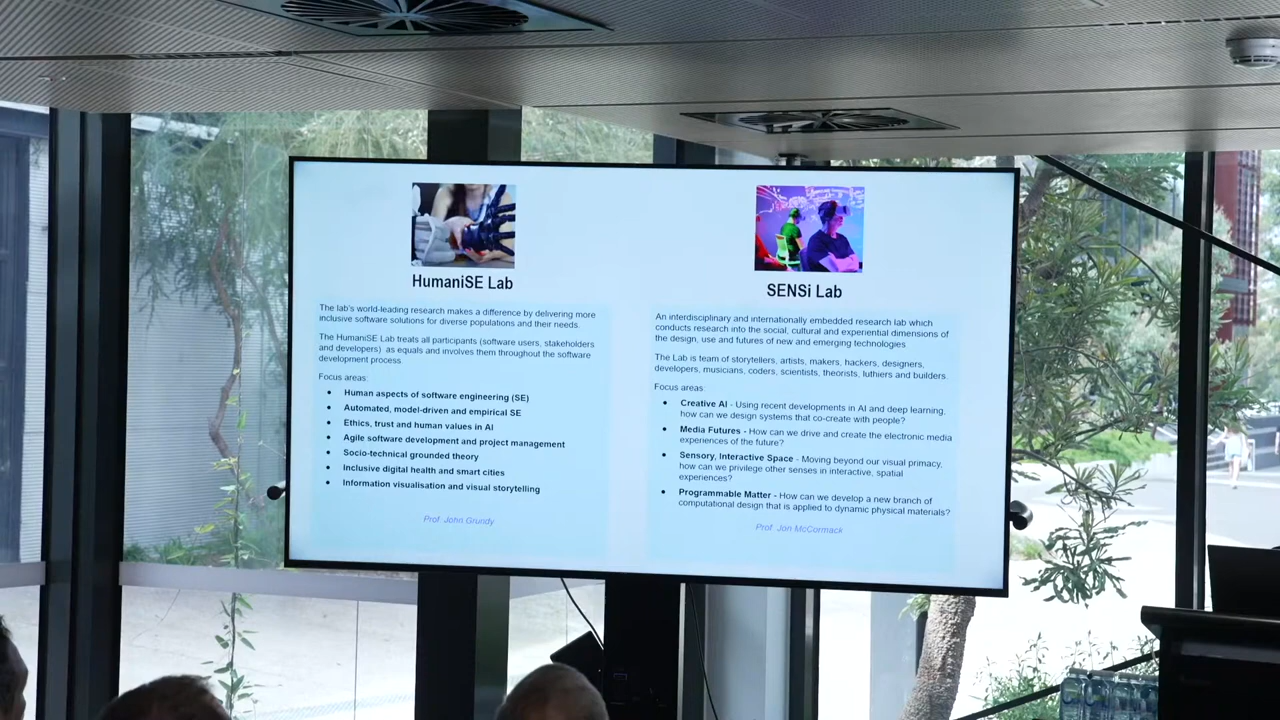 HumaniSE Lab
The lab's world-leading research makes a difference by delivering more
inclusive software solutions for diverse populations and their needs.
The HumaniSE Lab treats all participants (software users, stakeholders
and developers) as equals and involves them throughout the software
development process.
Focus areas:
• Human aspects of software engineering (SE)
• Automated, model-driven and empirical SE
• Ethics, trust and human values in AI
• Agile software development and project management
• Socio-technical grounded theory
• Inclusive digital health and smart cities
• Information visualisation and visual storytelling
Prof. John Grundy
SENSi Lab
An interdisciplinary and internationally embedded research lab which
conducts research into the social, cultural and experiential dimensions of
the design, use and futures of new and emerging technologies.
The Lab is team of storytellers, artists, makers, hackers, designers,
developers, musicians, coders, scientists, theorists, luthiers and builders.
Focus areas:
• Creative AI - Using recent developments in AI and deep learning,
how can we design systems that co-create with people?
• Media Futures - How can we drive and create the electronic media
experiences of the future?
• Sensory, Interactive Space - Moving beyond our visual primacy,
how can we privilege other senses in interactive, spatial
experiences?
• Programmable Matter - How can we develop a new branch of
computational design that is applied to dynamic physical materials?
Prof. Jon McCormack